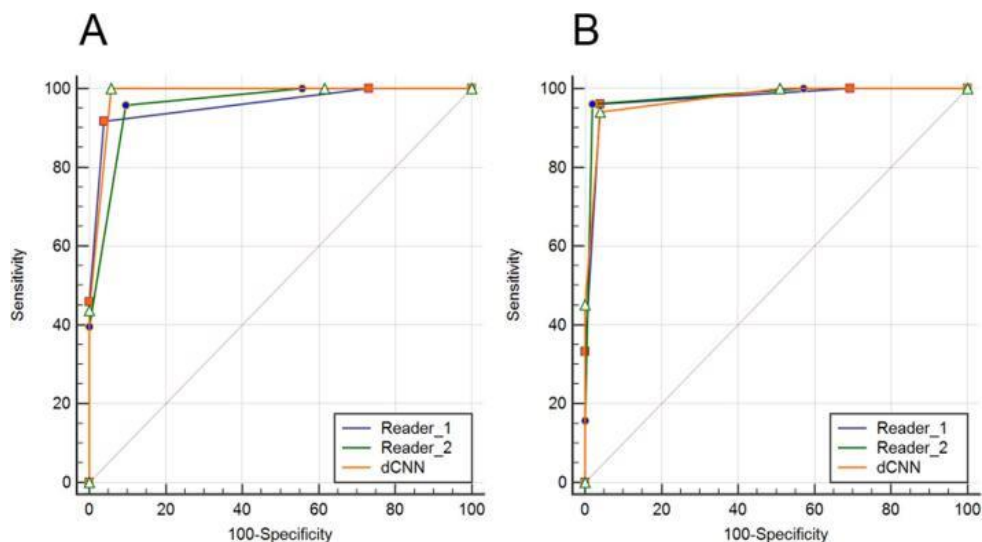 A
100
80
60
40
20
0
Sensitivity
0 20 40 60 80 100
100-Specificity
Reader_1
Reader_2
dCNN
B
100
80
60
40
20
0
Sensitivity
0 20 40 60 80 100
100-Specificity
Reader_1
Reader_2
dCNN